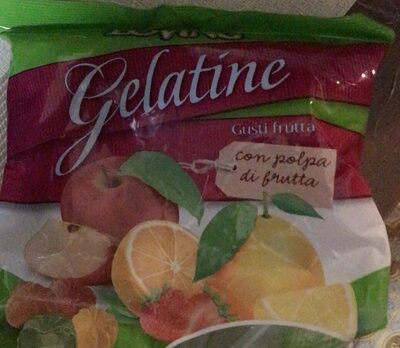 Gelatine
Gusti frutta
con polpa
di frutta